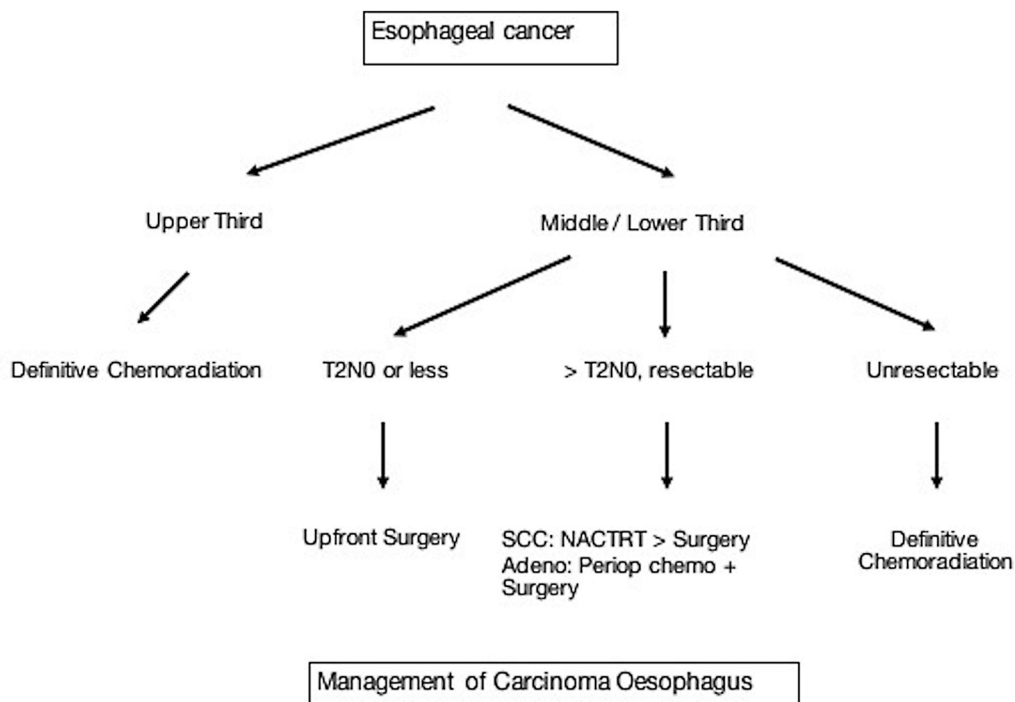 Esophageal cancer
Upper Third
Middle / Lower Third
Definitive Chemoradiation
T2N0 or less
> T2N0, resectable
Unresectable
Upfront Surgery
SCC: NACTRT > Surgery
Adeno: Periop chemo +
Surgery
Definitive
Chemoradiation
Management of Carcinoma Oesophagus